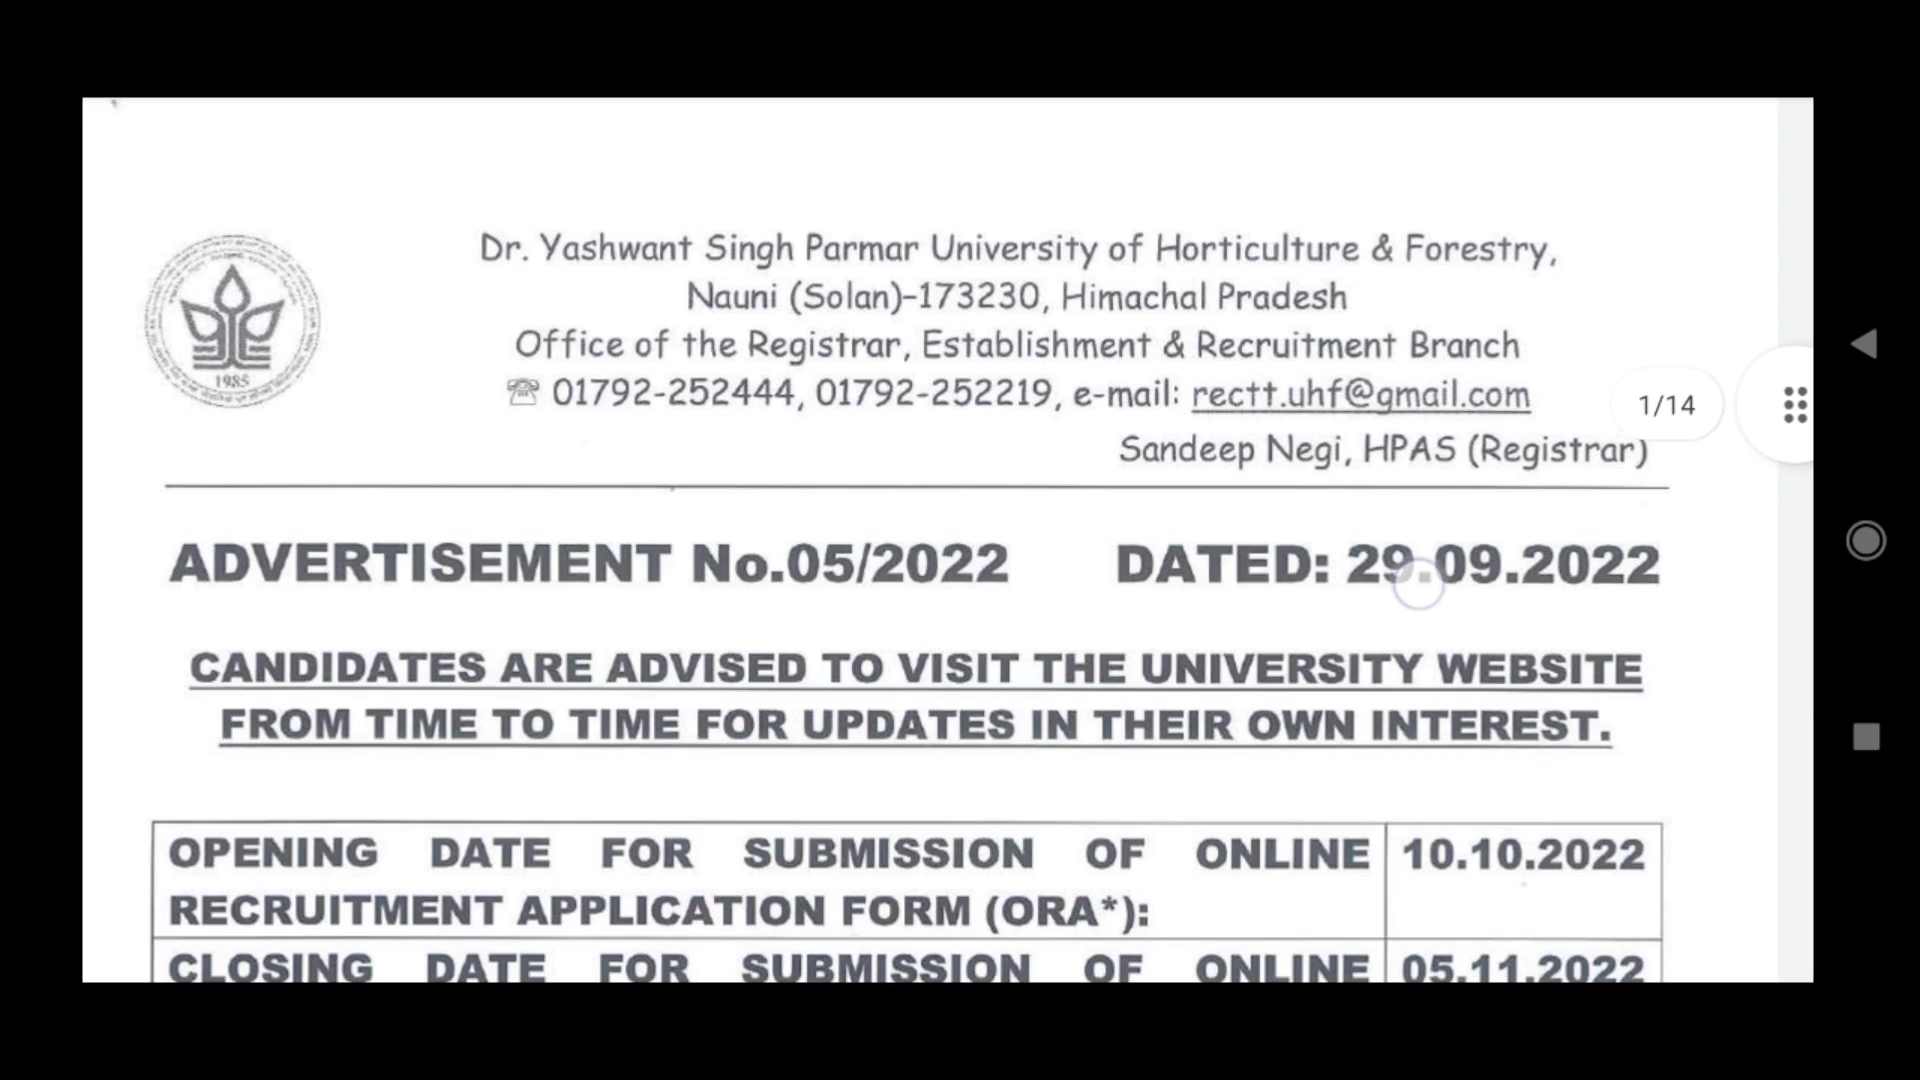 Dr. Yashwant Singh Parmar University of Horticulture & Forestry,
Nauni (Solan)-173230, Himachal Pradesh
Office of the Registrar, Establishment & Recruitment Branch
☎ 01792-252444, 01792-252219, e-mail: rectt.uhf@gmail.com
1/14
Sandeep Negi, HPAS (Registrar)
1985
ADVERTISEMENT No.05/2022 DATED: 29.09.2022
CANDIDATES ARE ADVISED TO VISIT THE UNIVERSITY WEBSITE
FROM TIME TO TIME FOR UPDATES IN THEIR OWN INTEREST.
OPENING DATE FOR SUBMISSION OF ONLINE 10.10.2022
RECRUITMENT APPLICATION FORM (ORA*):
CLOSING DATE FOR SUBMISSION OF ONLINE 05.11.2022